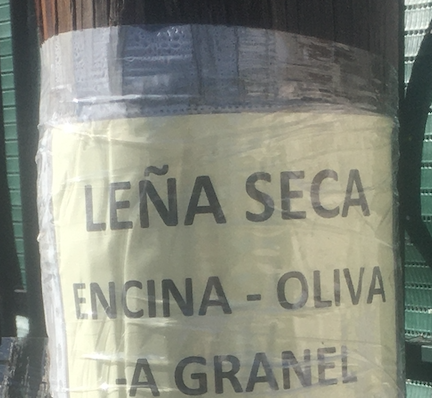 LEÑA SECA
ENCINA - OLIVA
-A GRANEL